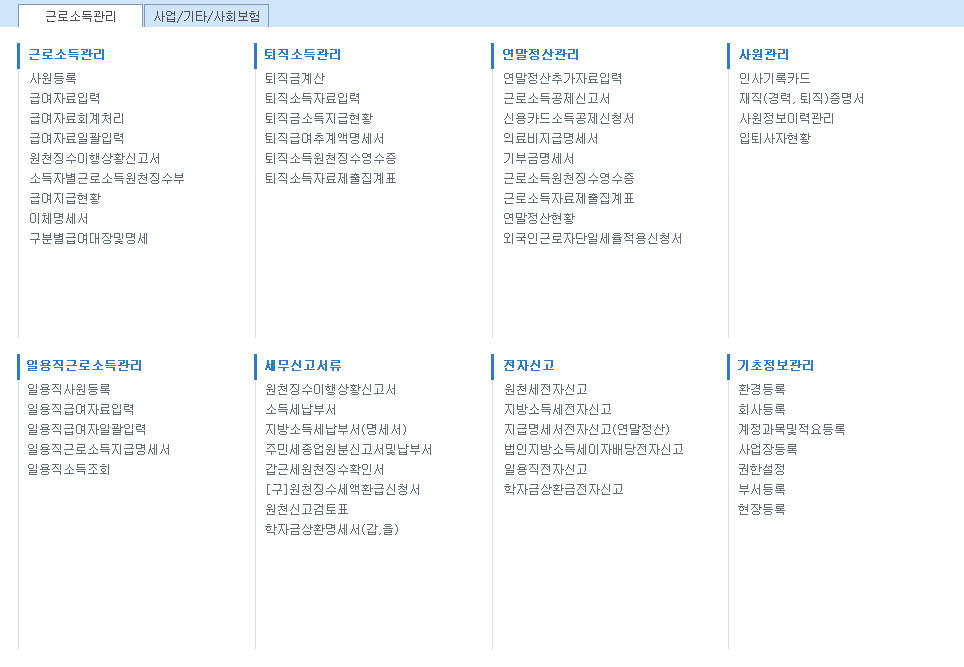 근로소득관리
사업/기타/사회보험
근로소득관리
사원등록
급여자료입력
급여자료회계처리
급여자료일괄입력
원천징수이행상황신고서
소득자별근로소득원천징수부
급여지급현황
이체명세서
구분별급여대장및명세
퇴직소득관리
퇴직금계산
퇴직소득자료입력
퇴직금소득지급현황
퇴직급여추계액명세서
퇴직소득원천징수영수증
퇴직소득자료제출집계표
연말정산관리
연말정산추가자료입력
근로소득공제신고서
신용카드소득공제신청서
의료비지급명세서
기부금명세서
근로소득원천징수영수증
근로소득자료제출집계표
연말정산현황
외국인근로자단일세율적용신청서
사원관리
인사기록카드
재직(경력, 퇴직)증명서
사원정보이력관리
입퇴사자현황
일용직근로소득관리
일용직사원등록
일용직급여자료입력
일용직급여자일괄입력
일용직근로소득지급명세서
일용직소득조회
세무신고서류
원천징수이행상황신고서
소득세납부서
지방소득세납부서(명세서)
주민세종업원분신고서및납부서
갑근세원천징수확인서
[구]원천징수세액환급신청서
원천신고검토표
학자금상환명세서(갑,을)
전자신고
원천세전자신고
지방소득세전자신고
지급명세서전자신고(연말정산)
법인지방소득세이자배당전자신고
일용직전자신고
학자금상환금전자신고
기초정보관리
환경등록
회사등록
계정과목및적요등록
사업장등록
권한설정
부서등록
현장등록